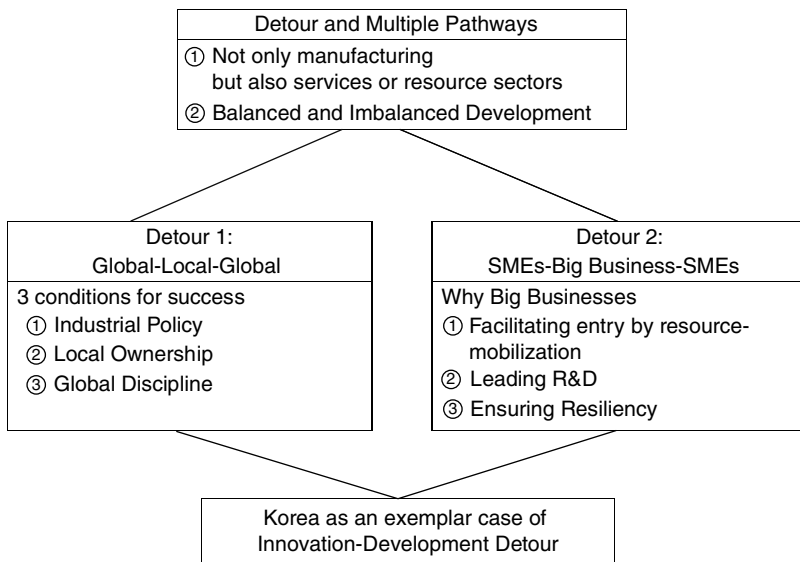 Detour and Multiple Pathways
① Not only manufacturing
but also services or resource sectors
② Balanced and Imbalanced Development
Detour 1:
Global-Local-Global
3 conditions for success
① Industrial Policy
② Local Ownership
③ Global Discipline
Detour 2:
SMEs-Big Business-SMEs
Why Big Businesses
① Facilitating entry by resource-
mobilization
② Leading R&D
③ Ensuring Resiliency
Korea as an exemplar case of
Innovation-Development Detour